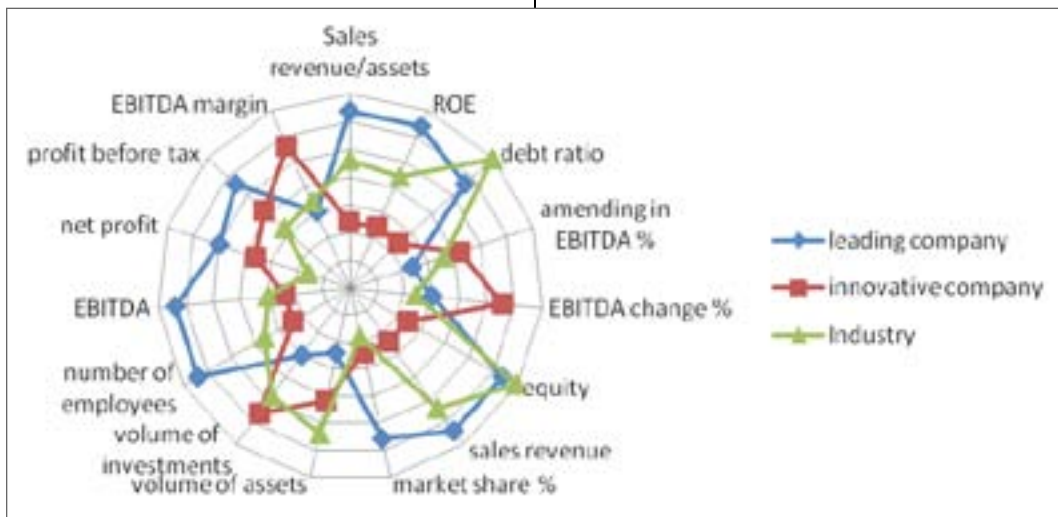 Sales
revenue/assets
ROE
debt ratio
amending in
EBITDA %
EBITDA change %
equity
sales revenue
market share %
volume of assets
volume of
investments
number of
employees
EBITDA
net profit
profit before tax
EBITDA margin
leading company
innovative company
Industry